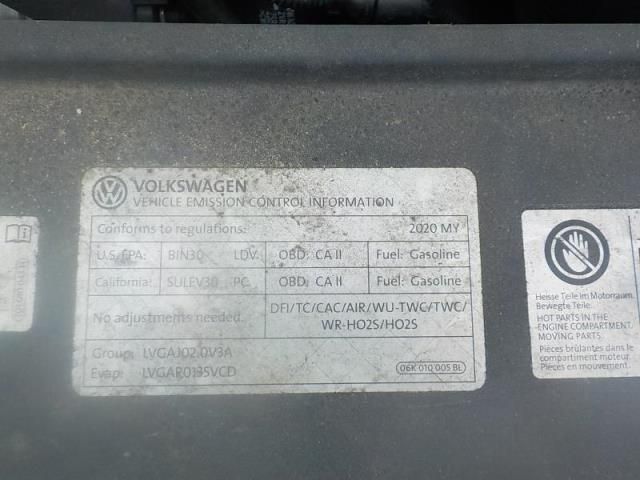 VOLKSWAGEN
VEHICLE EMISSION CONTROL INFORMATION
Conforms to regulations: 2020 MY
U.S. EPA: BIN30 LDV OBD: CA II Fuel: Gasoline
California: SULEV30 PC OBD: CA II Fuel: Gasoline
No adjustments needed. DFI/TC/CAC/AIR/WU-TWC/TWC/
WR-HO2S/HO2S
Group: LVGAJ02.0V3A
Evap: LVGAR0135VCD
06K 010 005 BL
Heisse Teile im Motorraum.
Bewegte Teile.
HOT PARTS IN THE
ENGINE COMPARTMENT.
MOVING PARTS.
Pièces brûlantes dans le
compartiment moteur.
Pièces en mouvement.